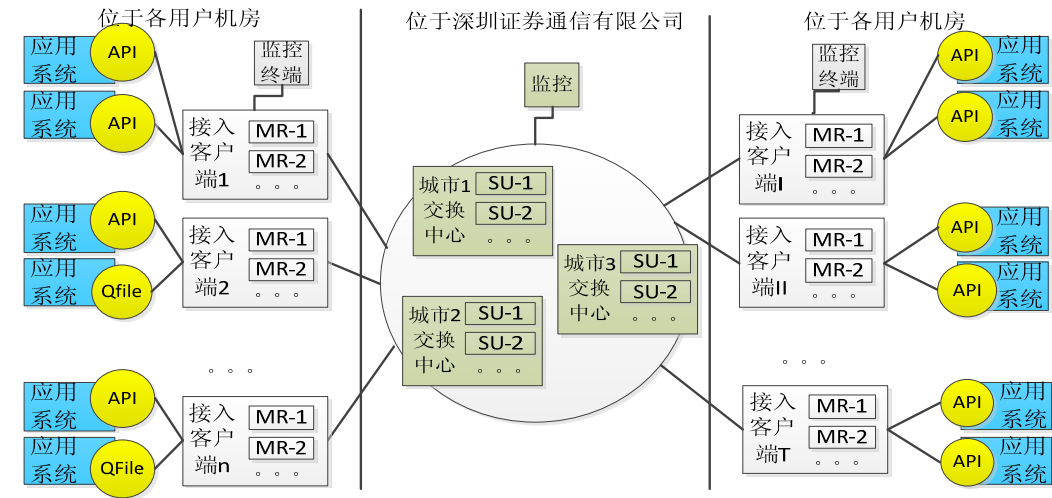 位于各用户机房
应用
系统
API
应用
系统
API
监控
终端
接入
客户
端1
MR-1
MR-2
。。。
应用
系统
API
应用
系统
Qfile
接入
客户
端2
MR-1
MR-2
。。。
。。。
应用
系统
API
应用
系统
QFile
接入
客户
端n
MR-1
MR-2
。。。
位于深圳证券通信有限公司
监控
城市1
交换
中心
SU-1
SU-2
。。。
城市3
交换
中心
SU-1
SU-2
。。。
城市2
交换
中心
SU-1
SU-2
。。。
位于各用户机房
监控
终端
接入
客户
端I
MR-1
MR-2
。。。
API
应用
系统
API
应用
系统
接入
客户
端II
MR-1
MR-2
。。。
API
应用
系统
API
应用
系统
。。。
接入
客户
端T
MR-1
MR-2
。。。
API
应用
系统
API
应用
系统